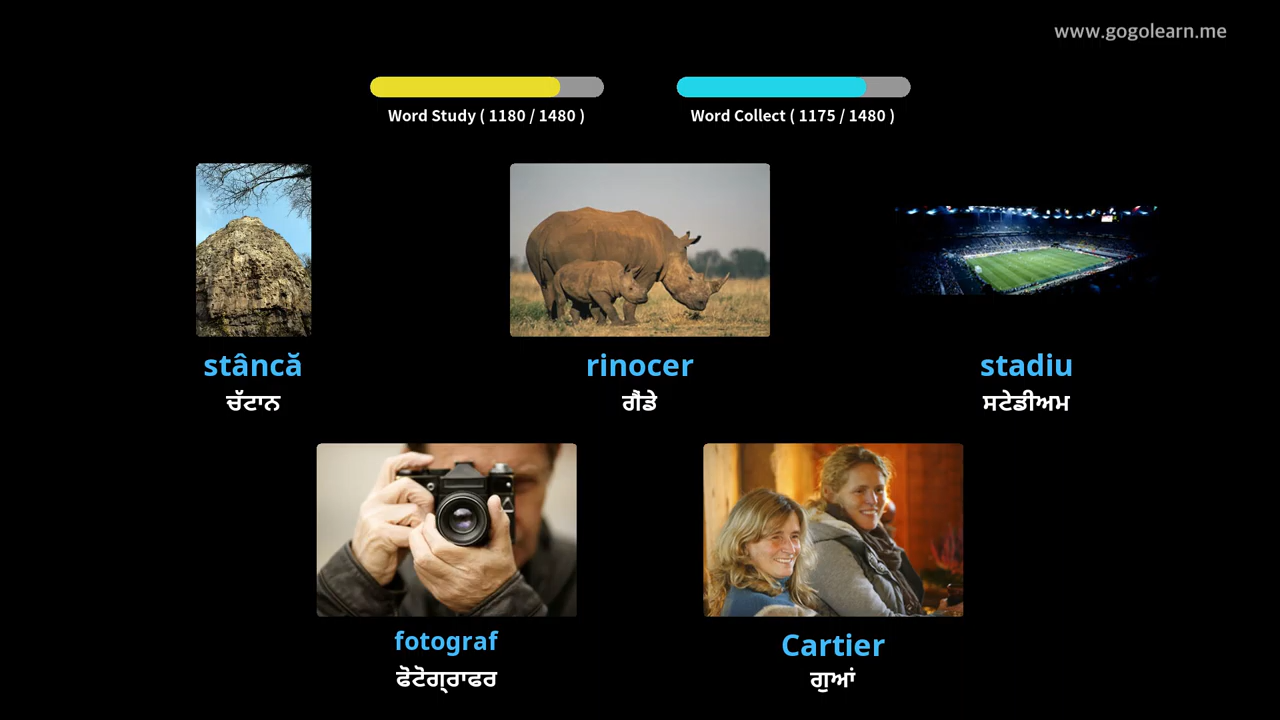 www.gogolearn.me
Word Study ( 1180 / 1480 )
Word Collect ( 1175 / 1480 )
stâncă
ਚੱਟਾਨ
rinocer
ਗੈਂਡੇ
stadiu
ਸਟੇਡੀਅਮ
fotograf
ਫੋਟੋਗ੍ਰਾਫਰ
Cartier
ਗੁਆਂ